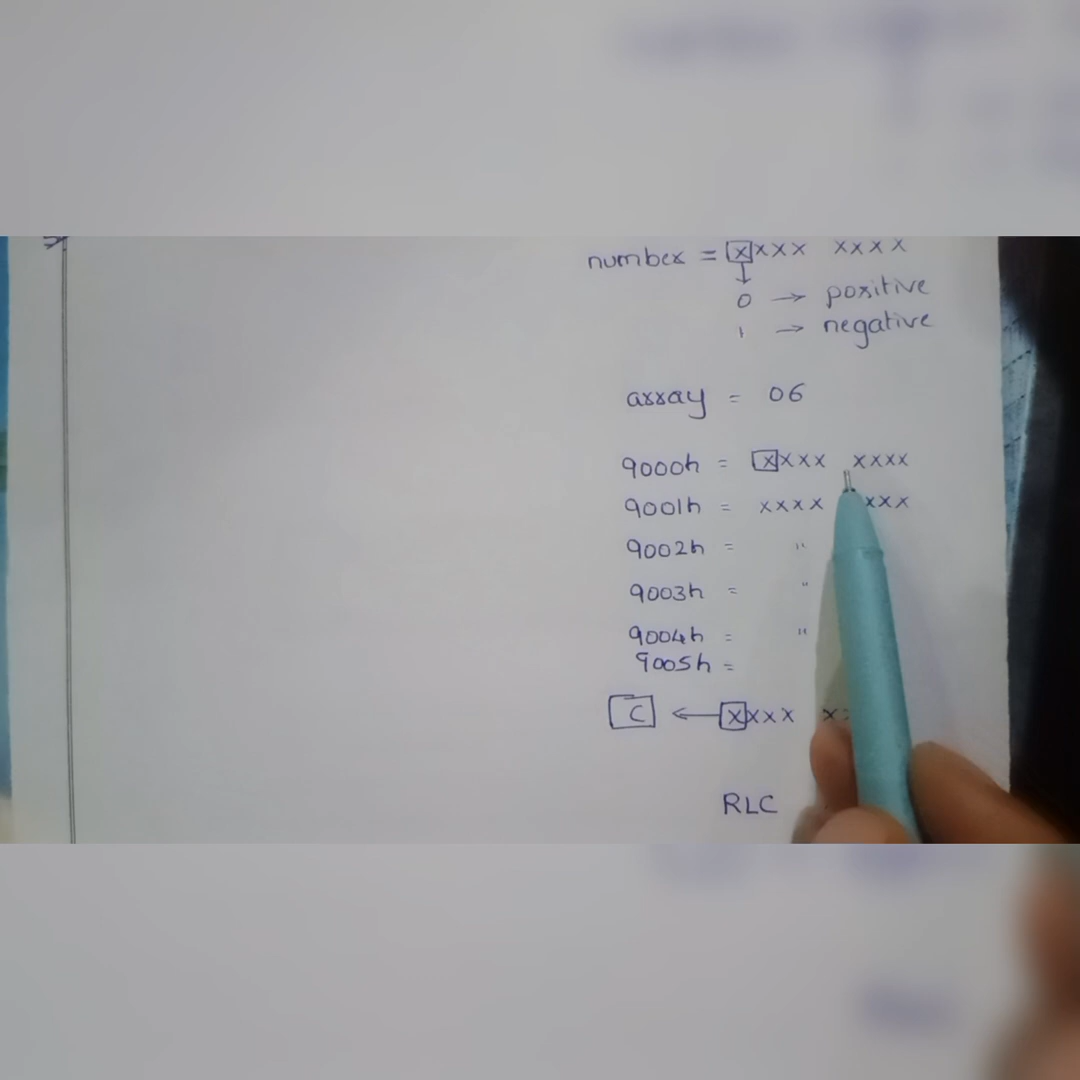 number = xxxx xxxx
0 → positive
1 → negative
array = 06
9000h = xxxx xxxx
9001h = xxxx xxx
9002h = "
9003h = "
9004h = "
9005h =
C ← xxxx x
RLC